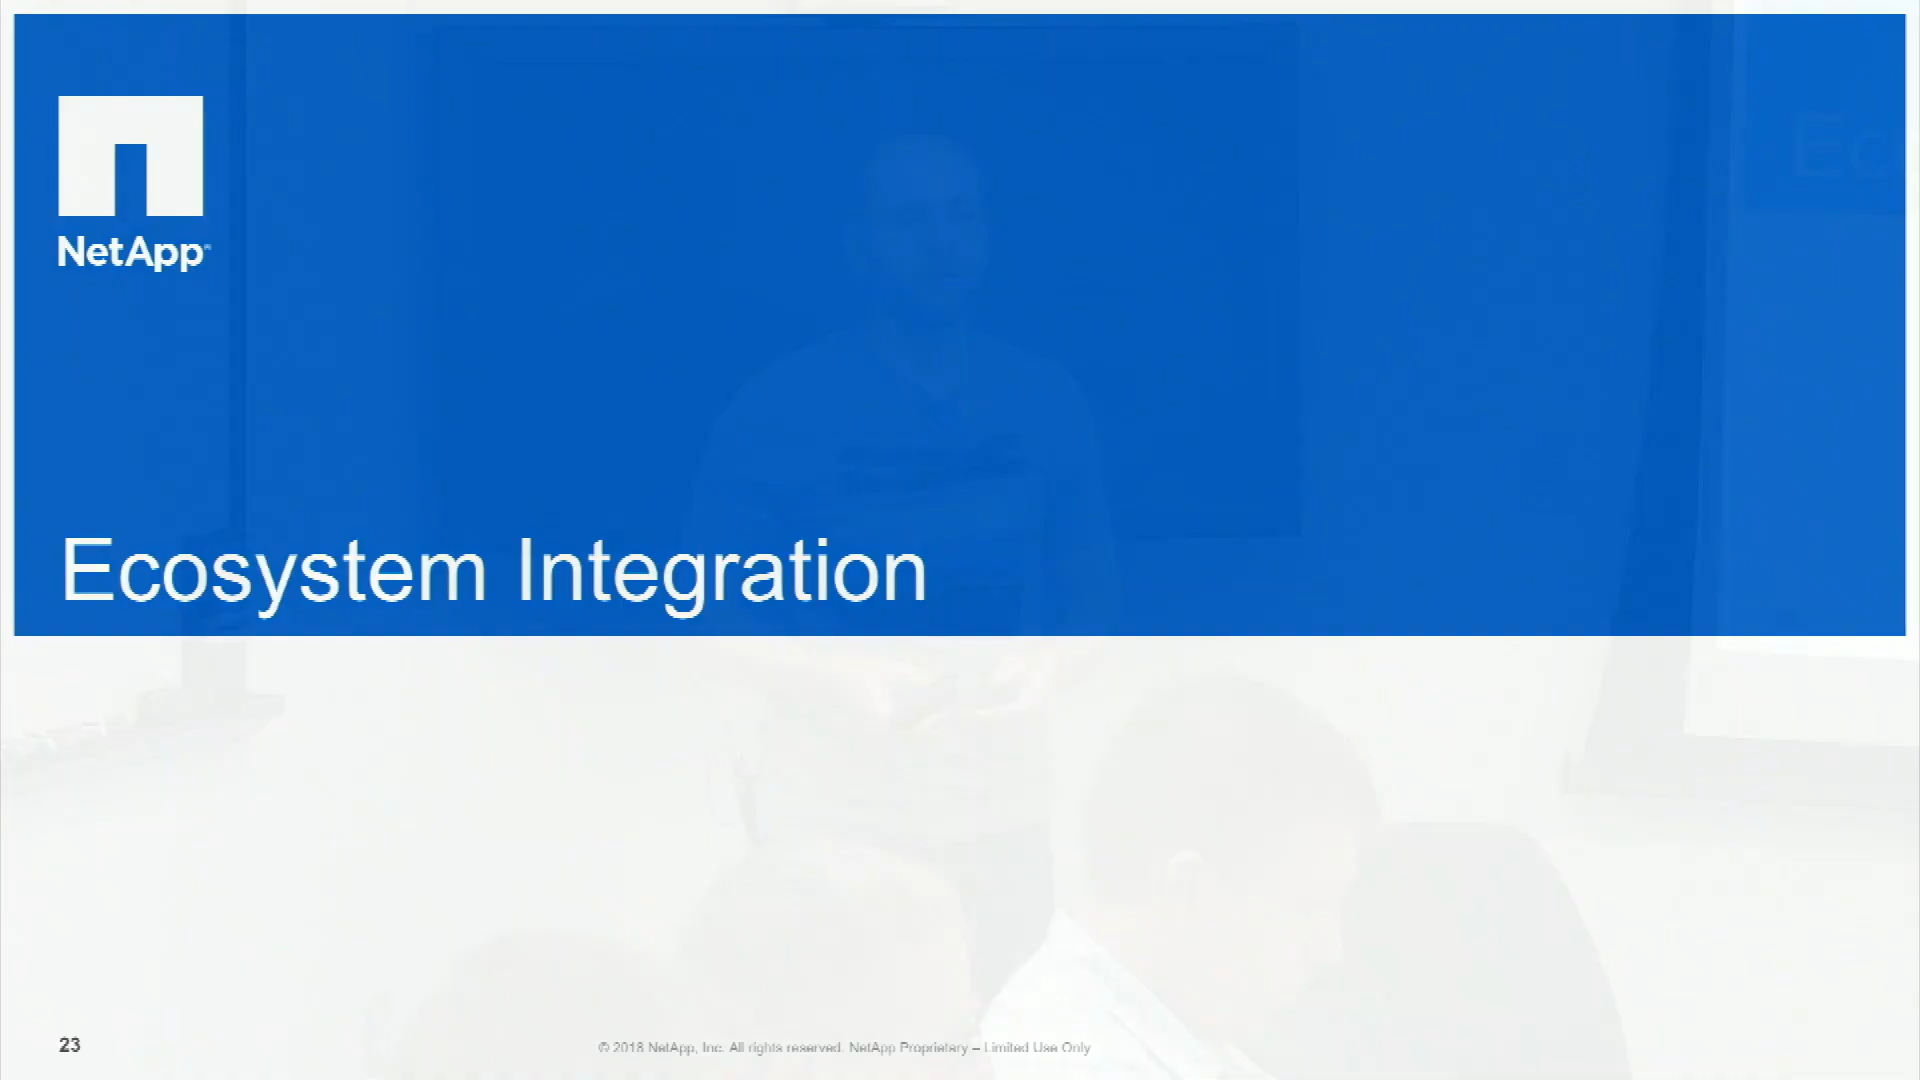 NetApp
Ecosystem Integration
23
© 2018 NetApp, Inc. All rights reserved. NetApp Proprietary – Limited Use Only